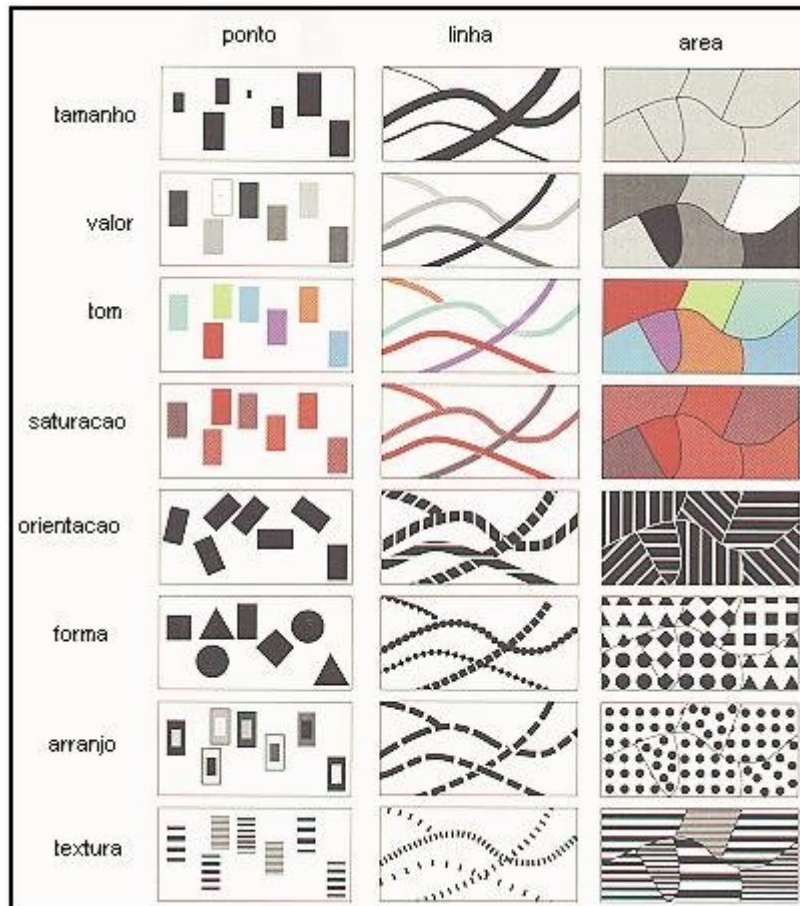 ponto linha area
tamanho
valor
tom
saturacao
orientacao
forma
arranjo
textura